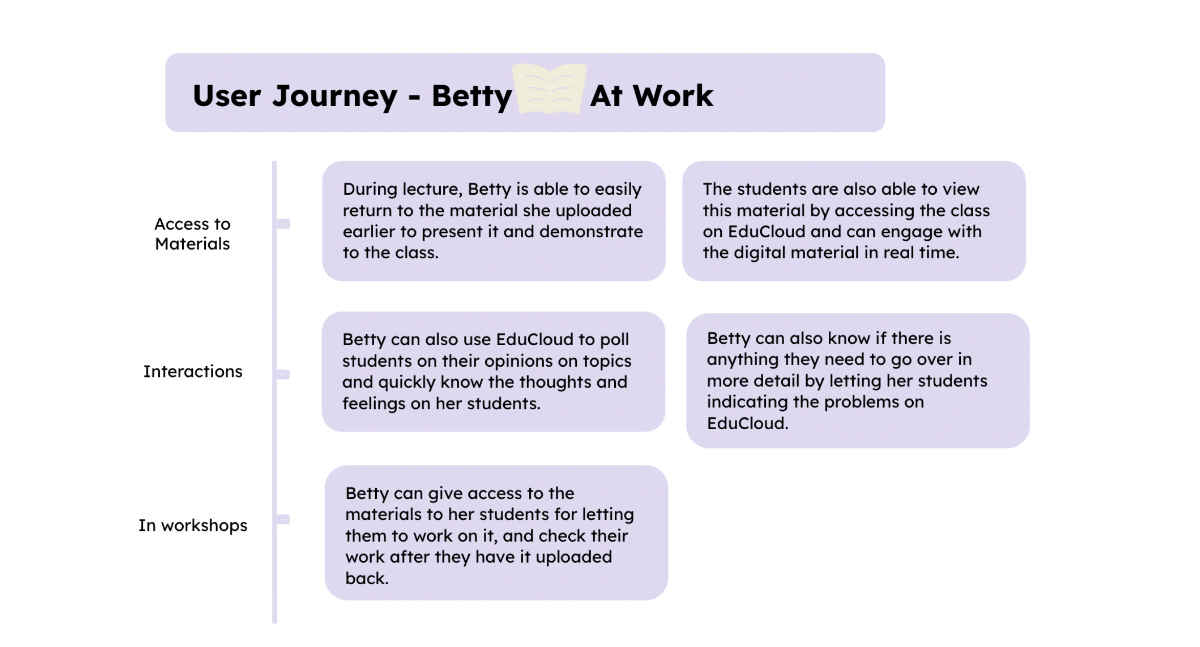 User Journey - Betty At Work
Access to
Materials
During lecture, Betty is able to easily
return to the material she uploaded
earlier to present it and demonstrate
to the class.
The students are also able to view
this material by accessing the class
on EduCloud and can engage with
the digital material in real time.
Interactions
Betty can also use EduCloud to poll
students on their opinions on topics
and quickly know the thoughts and
feelings on her students.
Betty can also know if there is
anything they need to go over in
more detail by letting her students
indicating the problems on
EduCloud.
In workshops
Betty can give access to the
materials to her students for letting
them to work on it, and check their
work after they have it uploaded
back.